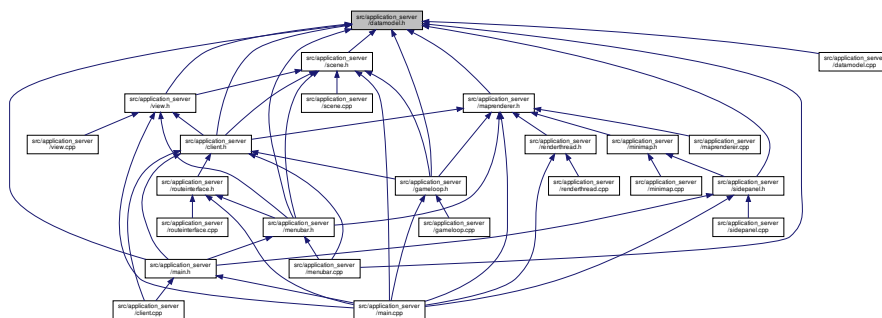 src/application_server
/datamodel.h
src/application_server
/scene.h
src/application_server
/datamodel.cpp
src/application_server
/view.h
src/application_server
/scene.cpp
src/application_server
/maprenderer.h
src/application_server
/view.cpp
src/application_server
/client.h
src/application_server
/renderthread.h
src/application_server
/minimap.h
src/application_server
/maprenderer.cpp
src/application_server
/routeinterface.h
src/application_server
/gameloop.h
src/application_server
/renderthread.cpp
src/application_server
/minimap.cpp
src/application_server
/sidepanel.h
src/application_server
/routeinterface.cpp
src/application_server
/menubar.h
src/application_server
/gameloop.cpp
src/application_server
/sidepanel.cpp
src/application_server
/main.h
src/application_server
/menubar.cpp
src/application_server
/client.cpp
src/application_server
/main.cpp